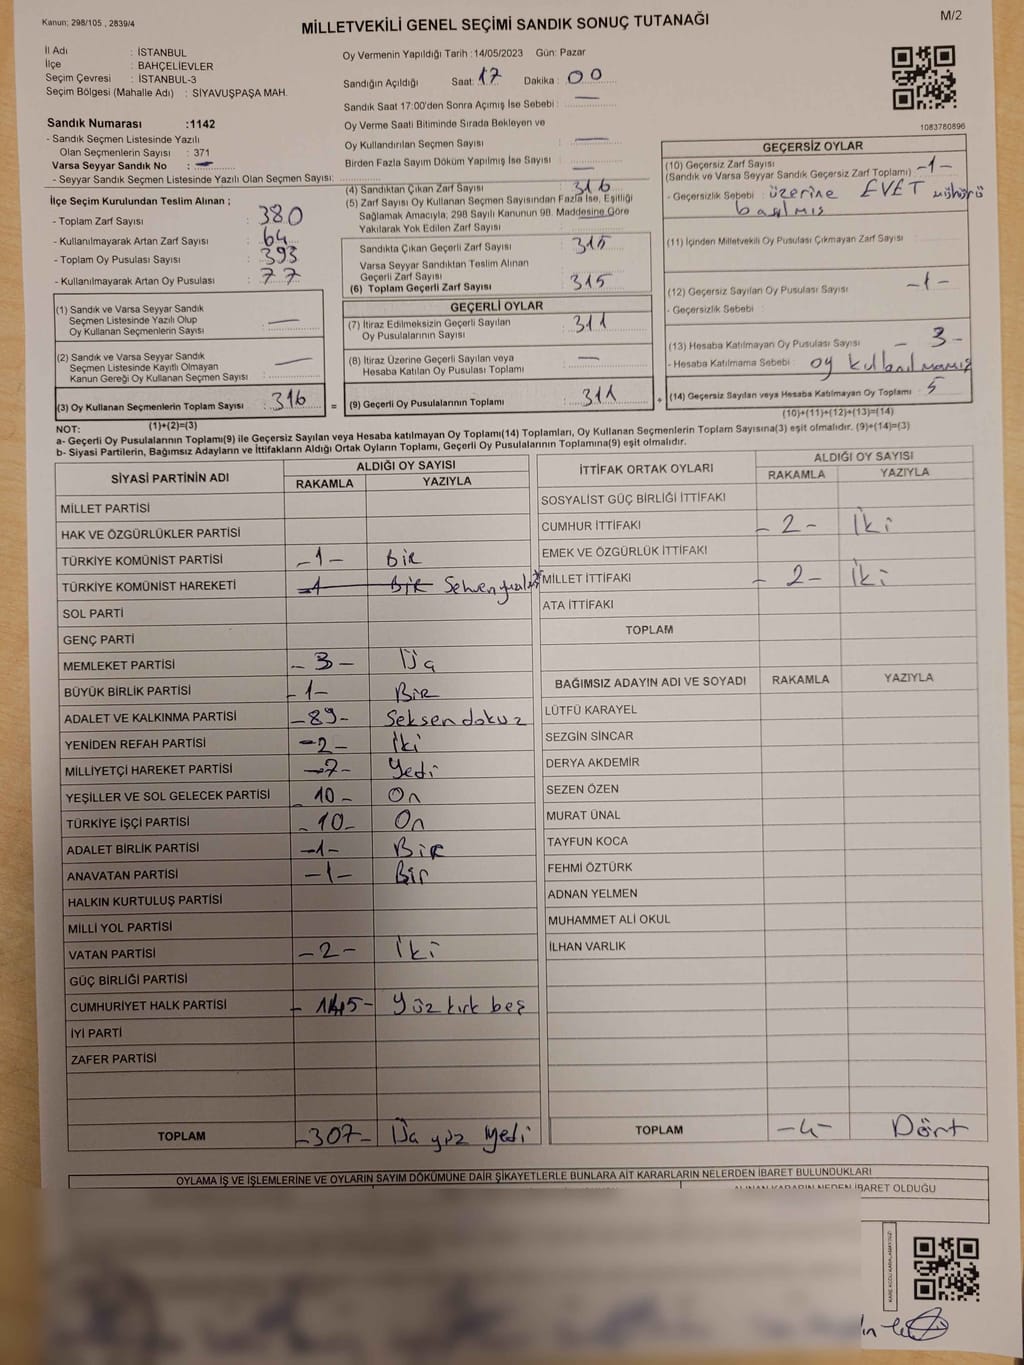 Kanun: 298/105 , 2839/4
MİLLETVEKİLİ GENEL SEÇİMİ SANDIK SONUÇ TUTANAĞI
M/2
İl Adı : İSTANBUL
İlçe : BAHÇELİEVLER
Seçim Çevresi : İSTANBUL-3
Seçim Bölgesi (Mahalle Adı) : SİYAVUŞPAŞA MAH.
Sandık Numarası :1142
- Sandık Seçmen Listesinde Yazılı
Olan Seçmenlerin Sayısı : 371
Varsa Seyyar Sandık No : —
- Seyyar Sandık Seçmen Listesinde Yazılı Olan Seçmen Sayısı:
İlçe Seçim Kurulundan Teslim Alınan ;
- Toplam Zarf Sayısı : 380
- Kullanılmayarak Artan Zarf Sayısı : 64
- Toplam Oy Pusulası Sayısı : 393
- Kullanılmayarak Artan Oy Pusulası : 77
(1) Sandık ve Varsa Seyyar Sandık
Seçmen Listesinde Yazılı Olup
Oy Kullanan Seçmenlerin Sayısı : —
(2) Sandık ve Varsa Seyyar Sandık
Seçmen Listesinde Kayıtlı Olmayan
Kanun Gereği Oy Kullanan Seçmen Sayısı : —
(3) Oy Kullanan Seçmenlerin Toplam Sayısı : 316
(1)+(2)=(3)
Oy Vermenin Yapıldığı Tarih :14/05/2023 Gün: Pazar
Sandığın Açıldığı Saat: 17 Dakika : 00
Sandık Saat 17:00'den Sonra Açımış İse Sebebi : —
Oy Verme Saati Bitiminde Sırada Bekleyen ve
Oy Kullandırılan Seçmen Sayısı : —
Birden Fazla Sayım Döküm Yapılmış İse Sayısı : —
(4) Sandıktan Çıkan Zarf Sayısı : 316
(5) Zarf Sayısı Oy Kullanan Seçmen Sayısından Fazla İse, Eşitliği
Sağlamak Amacıyla, 298 Sayılı Kanunun 98. Maddesine Göre
Yakılarak Yok Edilen Zarf Sayısı :
Sandıkta Çıkan Geçerli Zarf Sayısı : 315
Varsa Seyyar Sandıktan Teslim Alınan
Geçerli Zarf Sayısı :
(6) Toplam Geçerli Zarf Sayısı : 315
GEÇERLİ OYLAR
(7) İtiraz Edilmeksizin Geçerli Sayılan
Oy Pusulalarının Sayısı : 311
(8) İtiraz Üzerine Geçerli Sayılan veya
Hesaba Katılan Oy Pusulası Toplamı : —
= (9) Geçerli Oy Pusulalarının Toplamı : 311
1083780896
GEÇERSİZ OYLAR
(10) Geçersiz Zarf Sayısı
(Sandık ve Varsa Seyyar Sandık Geçersiz Zarf Toplamı) : -1-
- Geçersizlik Sebebi : üzerine EVET mühürü
basılmış
(11) İçinden Milletvekili Oy Pusulası Çıkmayan Zarf Sayısı :
(12) Geçersiz Sayılan Oy Pusulası Sayısı : -1-
- Geçersizlik Sebebi :
(13) Hesaba Katılmayan Oy Pusulası Sayısı : - 3 -
- Hesaba Katılmama Sebebi : oy kullanılmamış
+ (14) Geçersiz Sayılan veya Hesaba Katılmayan Oy Toplamı : 5
(10)+(11)+(12)+(13)=(14)
NOT:
a- Geçerli Oy Pusulalarının Toplamı(9) ile Geçersiz Sayılan veya Hesaba katılmayan Oy Toplamı(14) Toplamları, Oy Kullanan Seçmenlerin Toplam Sayısına(3) eşit olmalıdır. (9)+(14)=(3)
b- Siyasi Partilerin, Bağımsız Adayların ve İttifakların Aldığı Ortak Oyların Toplamı, Geçerli Oy Pusulalarının Toplamına(9) eşit olmalıdır.
SİYASİ PARTİNİN ADI ALDIĞI OY SAYISI
RAKAMLA YAZIYLA
MİLLET PARTİSİ
HAK VE ÖZGÜRLÜKLER PARTİSİ
TÜRKİYE KOMÜNİST PARTİSİ -1- Bir
TÜRKİYE KOMÜNİST HAREKETİ -1 Bir Sehven
SOL PARTİ
GENÇ PARTİ
MEMLEKET PARTİSİ - 3 - Üç
BÜYÜK BİRLİK PARTİSİ -1- Bir
ADALET VE KALKINMA PARTİSİ -89- Seksen dokuz
YENİDEN REFAH PARTİSİ -2- İki
MİLLİYETÇİ HAREKET PARTİSİ -7- Yedi
YEŞİLLER VE SOL GELECEK PARTİSİ - 10 - On
TÜRKİYE İŞÇİ PARTİSİ - 10 - On
ADALET BİRLİK PARTİSİ -1- Bir
ANAVATAN PARTİSİ -1- Bir
HALKIN KURTULUŞ PARTİSİ
MİLLİ YOL PARTİSİ
VATAN PARTİSİ -2- İki
GÜÇ BİRLİĞİ PARTİSİ
CUMHURİYET HALK PARTİSİ - 145- Yüz kırk beş
İYİ PARTİ
ZAFER PARTİSİ
TOPLAM -307- Üç yüz yedi
İTTİFAK ORTAK OYLARI ALDIĞI OY SAYISI
RAKAMLA YAZIYLA
SOSYALİST GÜÇ BİRLİĞİ İTTİFAKI
CUMHUR İTTİFAKI - 2 - İki
EMEK VE ÖZGÜRLÜK İTTİFAKI
MİLLET İTTİFAKI - 2 - İki
ATA İTTİFAKI
TOPLAM
BAĞIMSIZ ADAYIN ADI VE SOYADI RAKAMLA YAZIYLA
LÜTFÜ KARAYEL
SEZGİN SİNCAR
DERYA AKDEMİR
SEZEN ÖZEN
MURAT ÜNAL
TAYFUN KOCA
FEHMİ ÖZTÜRK
ADNAN YELMEN
MUHAMMET ALİ OKUL
İLHAN VARLIK
TOPLAM -4- Dört
OYLAMA İŞ VE İŞLEMLERİNE VE OYLARIN SAYIM DÖKÜMÜNE DAİR ŞİKAYETLERLE BUNLARA AİT KARARLARIN NELERDEN İBARET BULUNDUKLARI
ALINAN KARARIN NEDEN İBARET OLDUĞU